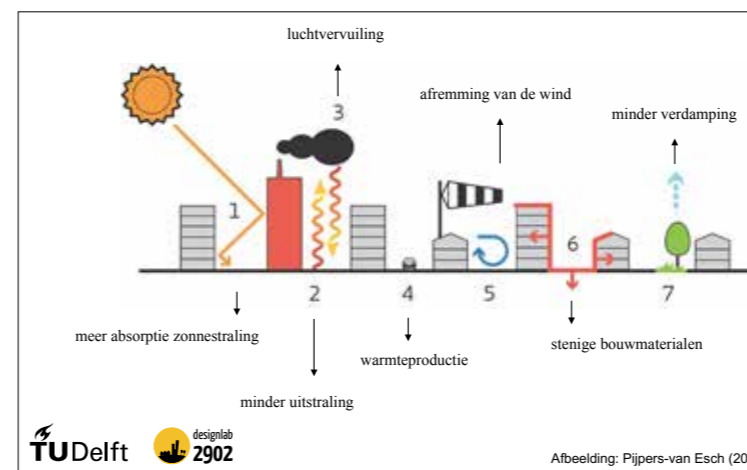 luchtvervuiling
afremming van de wind
minder verdamping
3
1
6
2
4
5
7
meer absorptie zonnestraling
stenige bouwmaterialen
warmteproductie
minder uitstraling
TUDelft
designlab
2902
Afbeelding: Pijpers-van Esch (20